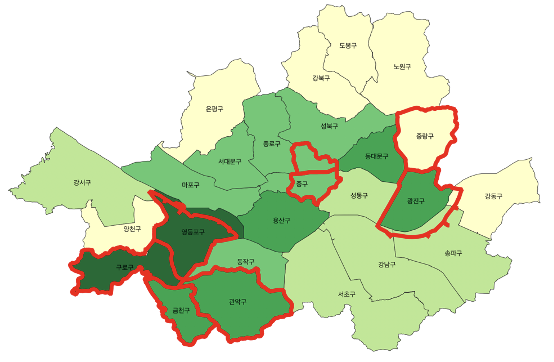 도봉구
노원구
강북구
은평구
성북구
중랑구
종로구
동대문구
서대문구
마포구
중구
강서구
성동구
광진구
강동구
용산구
양천구
영등포구
송파구
동작구
강남구
구로구
서초구
관악구
금천구